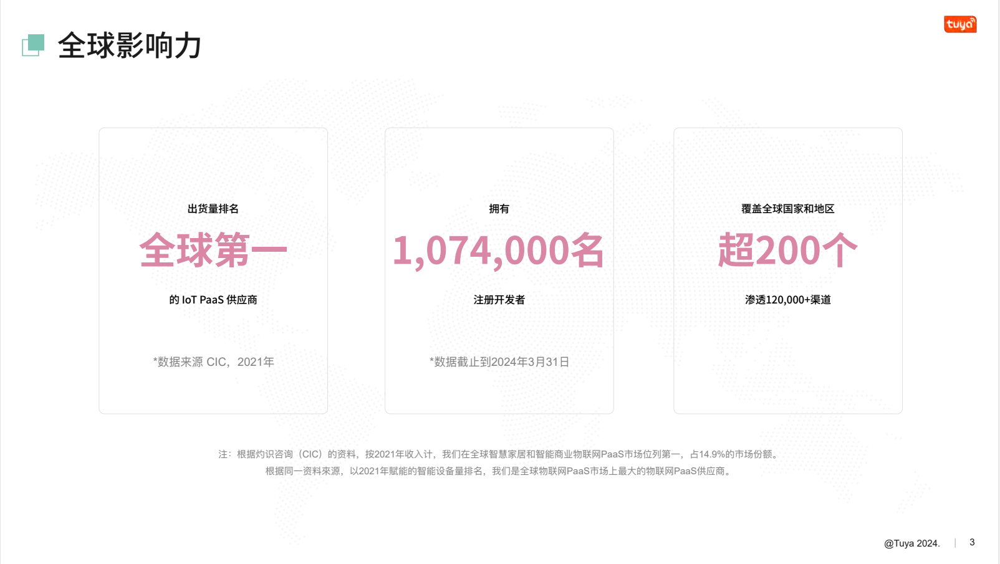 全球影响力
tuya
出货量排名
全球第一
的 IoT PaaS 供应商
*数据来源 CIC，2021年
拥有
1,074,000名
注册开发者
*数据截止到2024年3月31日
覆盖全球国家和地区
超200个
渗透120,000+渠道
注：根据灼识咨询（CIC）的资料，按2021年收入计，我们在全球智慧家居和智能商业物联网PaaS市场位列第一，占14.9%的市场份额。
根据同一资料來源，以2021年賦能的智能设备量排名，我们是全球物联网PaaS市场上最大的物联网PaaS供应商。
@Tuya 2024.
3